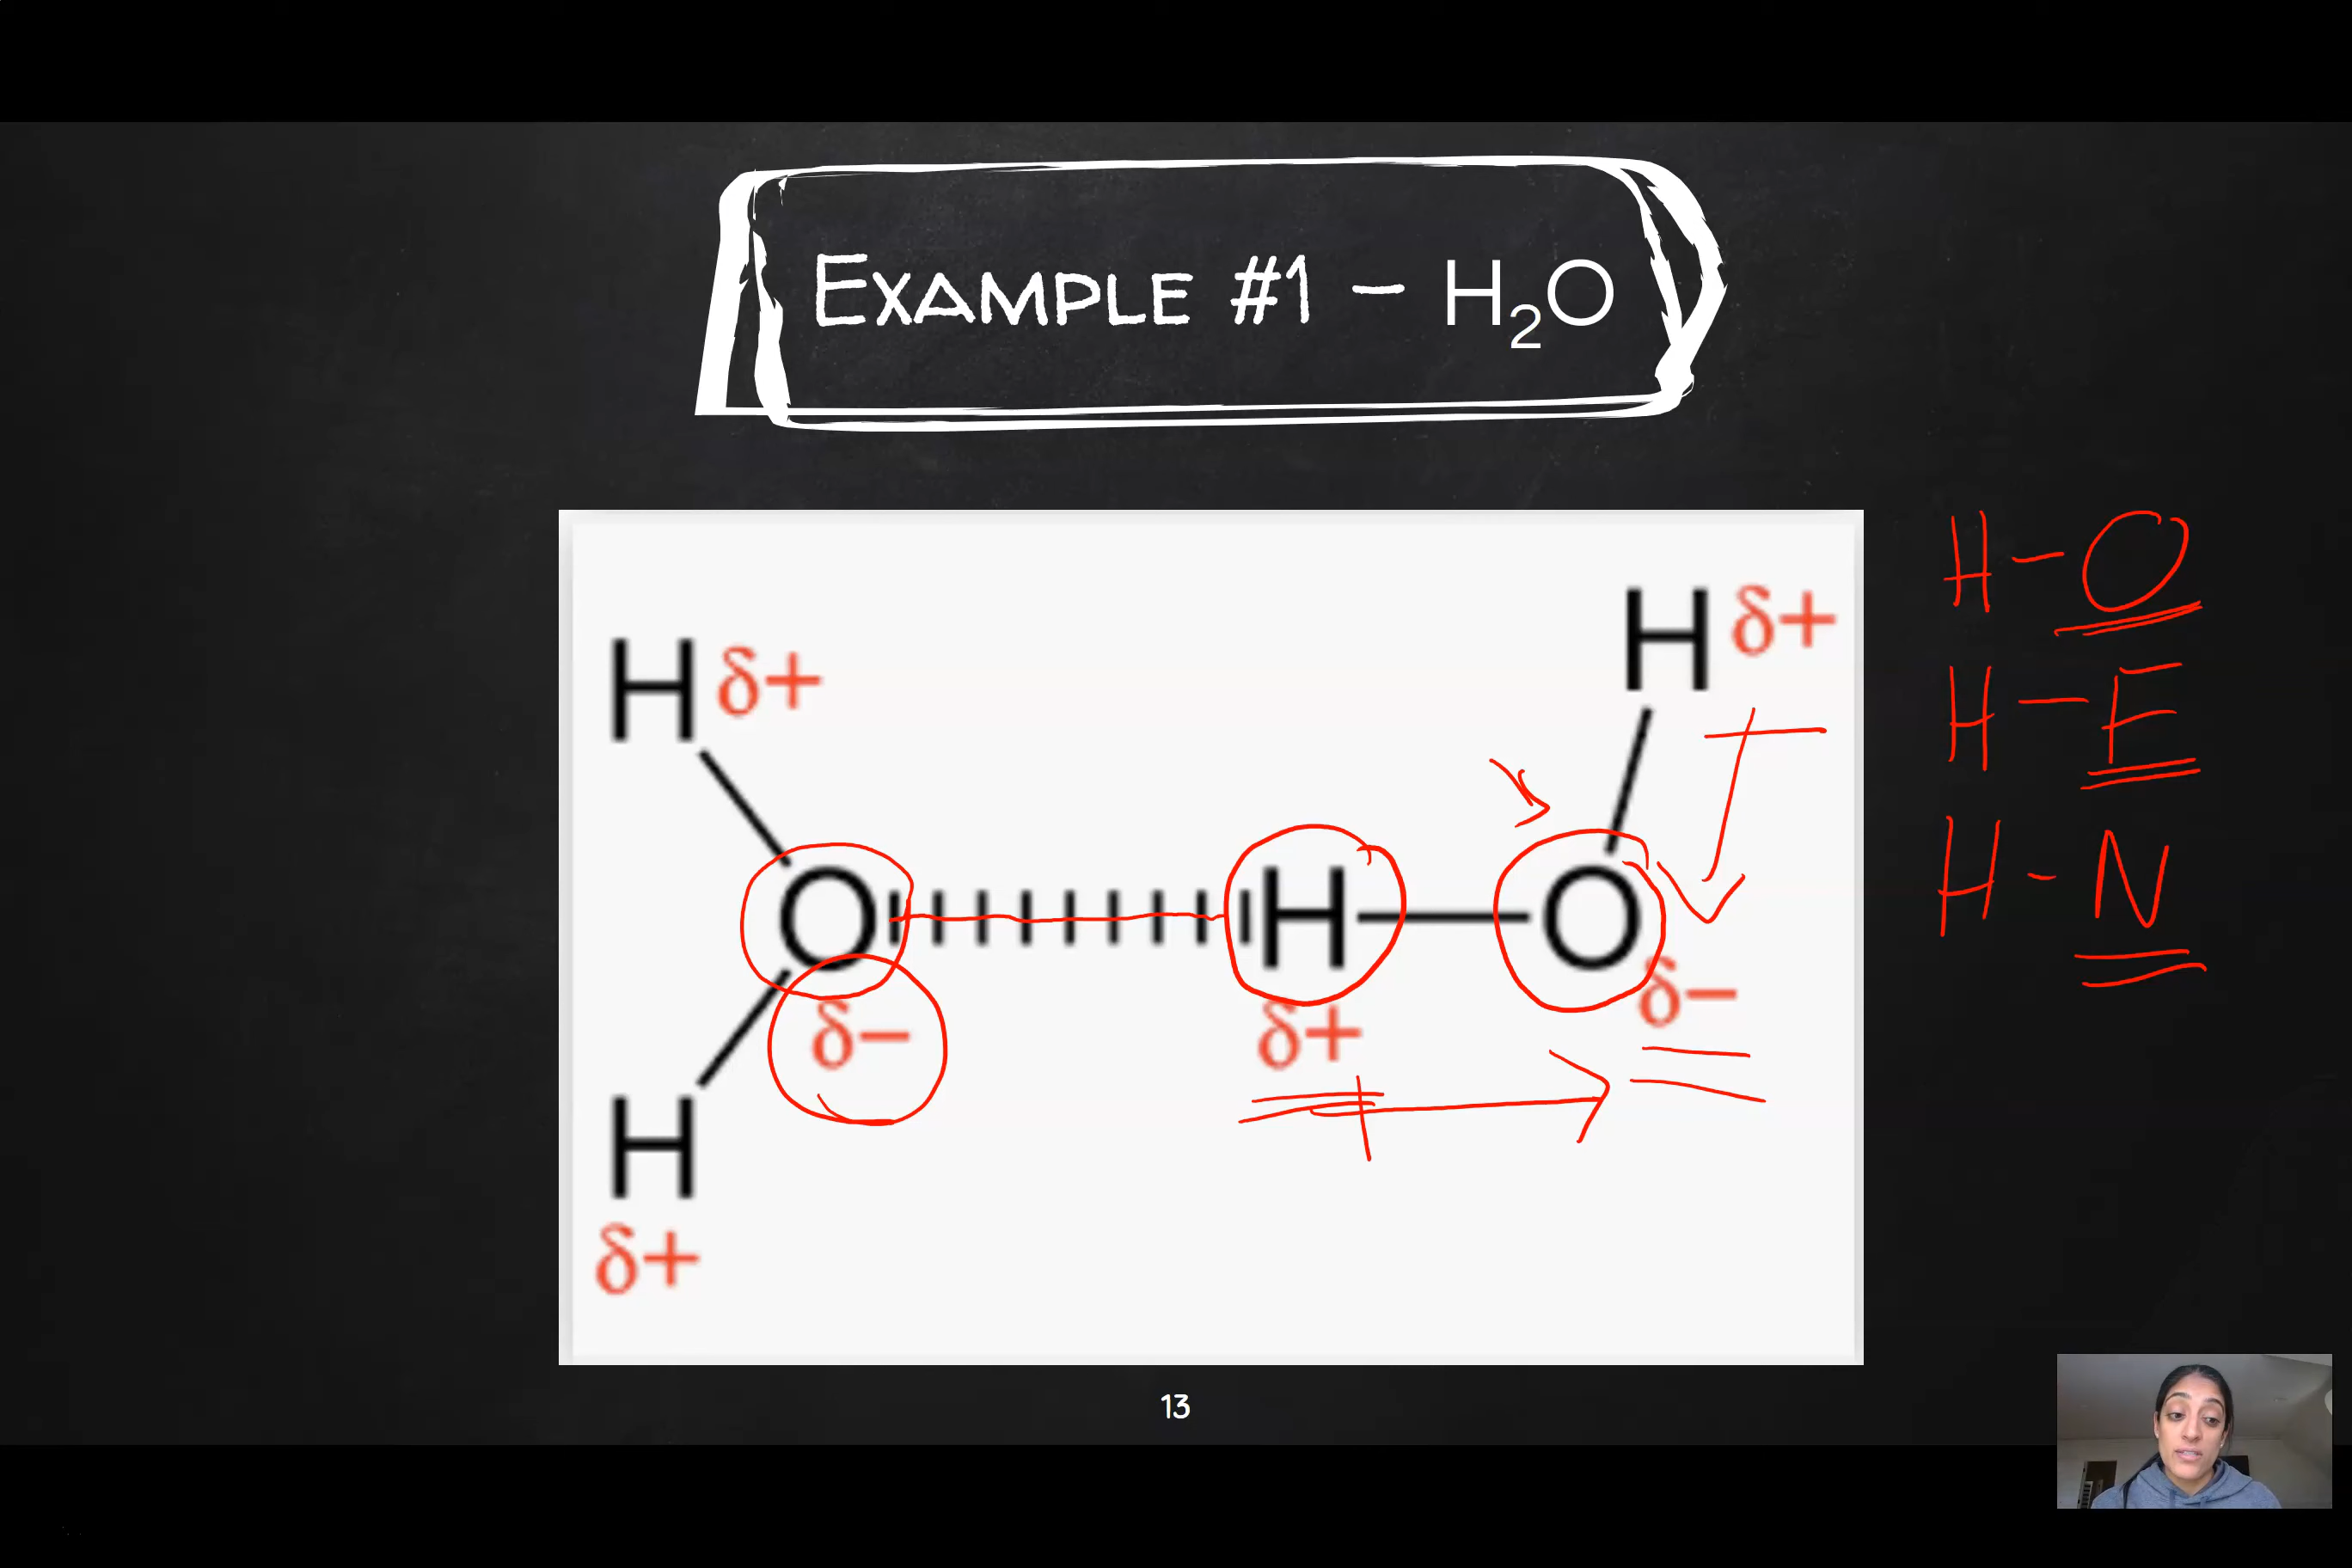 EXAMPLE #1 – H₂O
H δ+
H δ+
O H O
δ-
δ- δ+
H
δ+
H-O
H-F
H-N
13